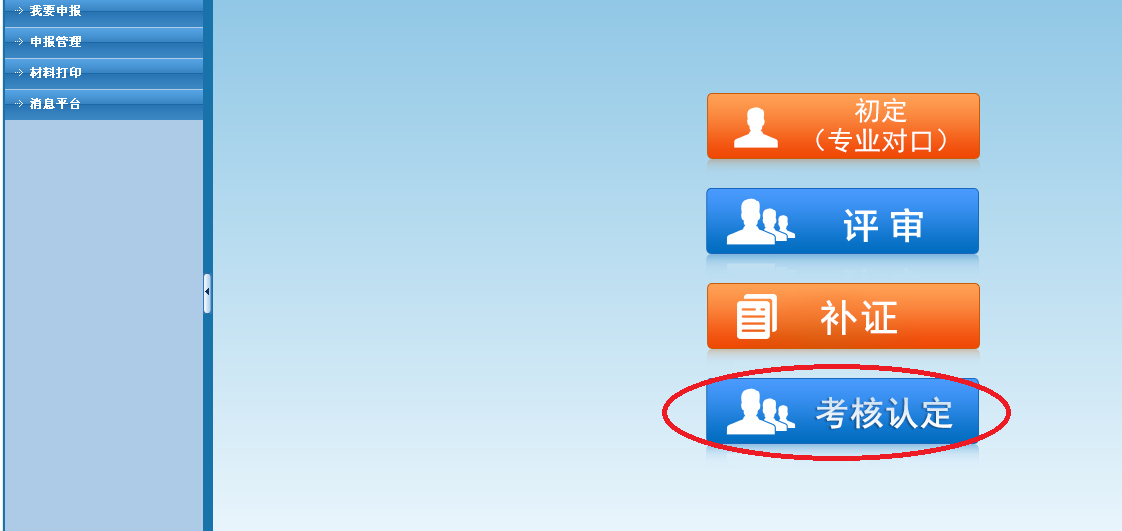 我要申报
申报管理
材料打印
消息平台
初定
（专业对口）
评 审
补证
考核认定